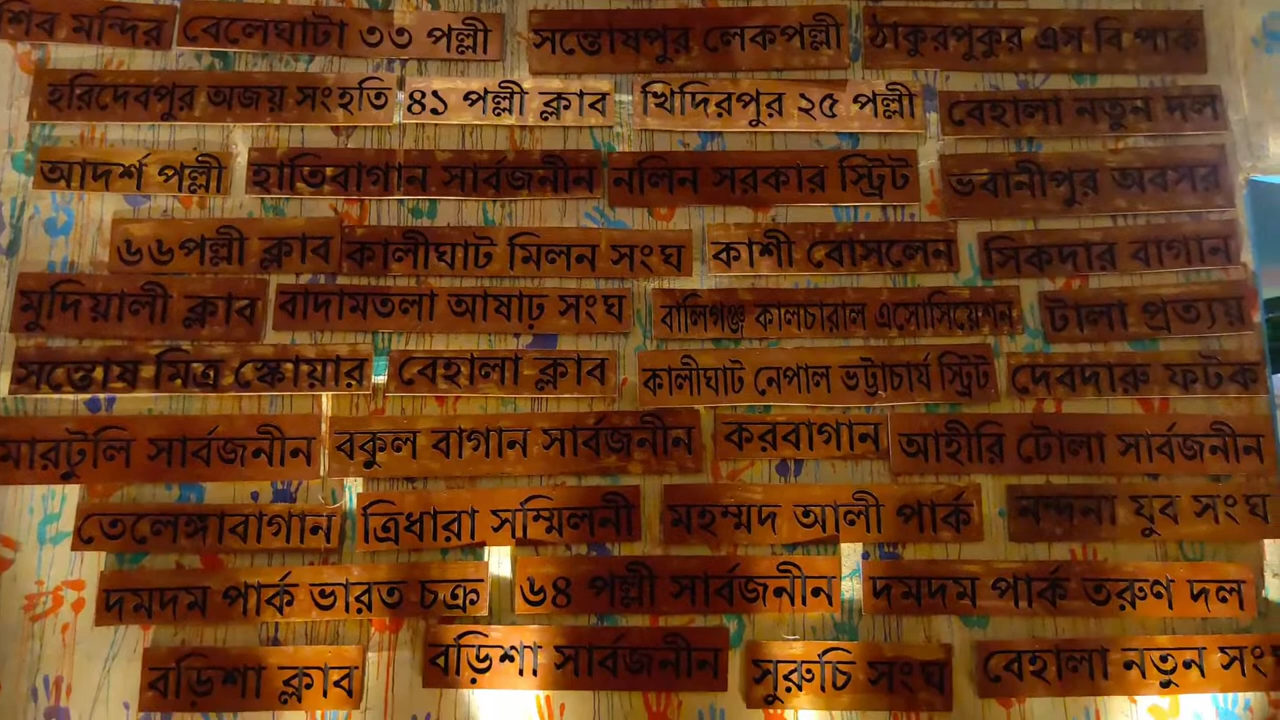 শিব মন্দির বেলেঘাটা ৩৩ পল্লী সন্তোষপুর লেকপল্লী ঠাকুরপুকুর এস বি পার্ক
হরিদেবপুর অজয় সংহতি ৪১ পল্লী ক্লাব খিদিরপুর ২৫ পল্লী বেহালা নতুন দল
আদর্শ পল্লী হাতিবাগান সার্বজনীন নলিন সরকার স্ট্রিট ভবানীপুর অবসর
৬৬পল্লী ক্লাব কালীঘাট মিলন সংঘ কাশী বোসলেন সিকদার বাগান
মুদিয়ালী ক্লাব বাদামতলা আষাঢ় সংঘ বালিগঞ্জ কালচারাল এসোসিয়েশন টালা প্রত্যয়
সন্তোষ মিত্র স্কোয়ার বেহালা ক্লাব কালীঘাট নেপাল ভট্টাচার্য স্ট্রিট দেবদারু ফটক
মারটুলি সার্বজনীন বকুল বাগান সার্বজনীন করবাগান আহীরি টোলা সার্বজনীন
তেলেঙ্গাবাগান ত্রিধারা সম্মিলনী মহম্মদ আলী পার্ক নন্দনা যুব সংঘ
দমদম পার্ক ভারত চক্র ৬৪ পল্লী সার্বজনীন দমদম পার্ক তরুণ দল
বড়িশা ক্লাব বড়িশা সার্বজনীন সুরুচি সংঘ বেহালা নতুন সং